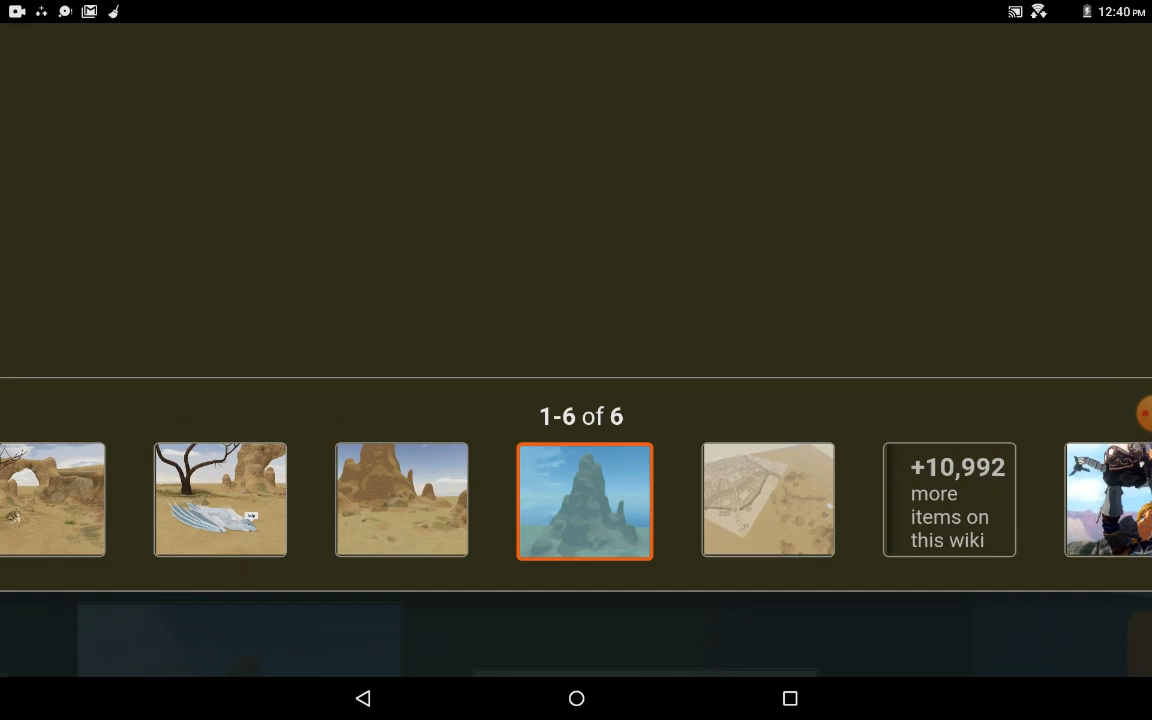 12:40 PM
1-6 of 6
+10,992
more
items on
this wiki